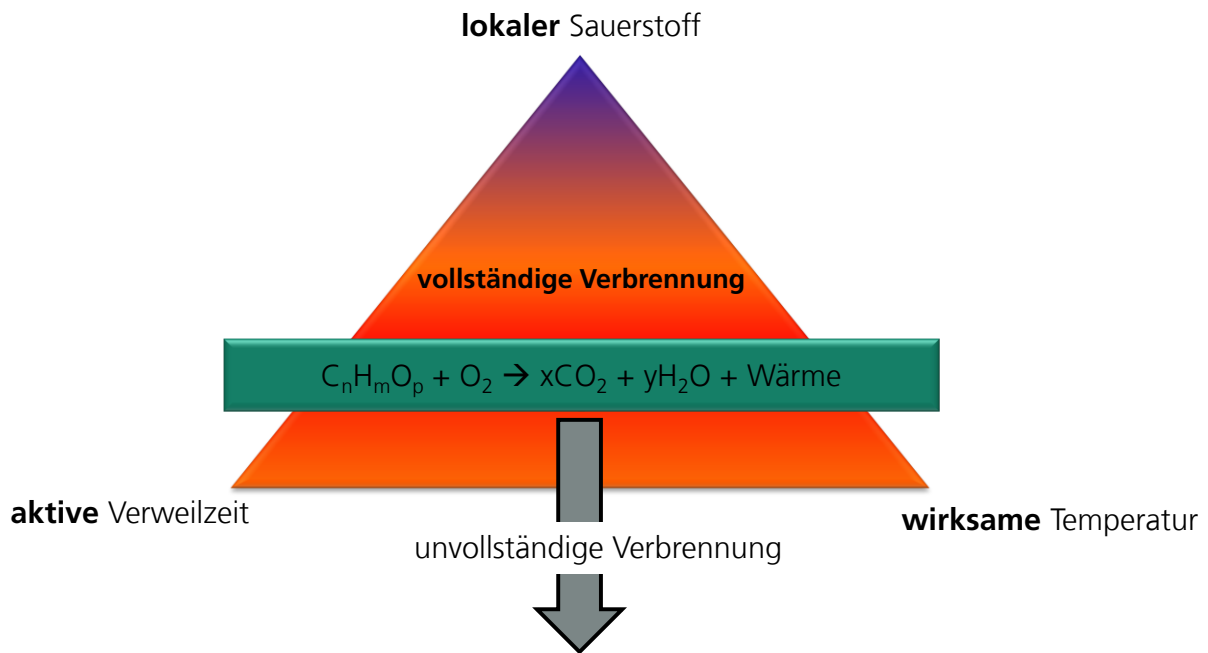 lokaler Sauerstoff
vollständige Verbrennung
CₙHₘOₚ + O₂ → xCO₂ + yH₂O + Wärme
aktive Verweilzeit
wirksame Temperatur
unvollständige Verbrennung